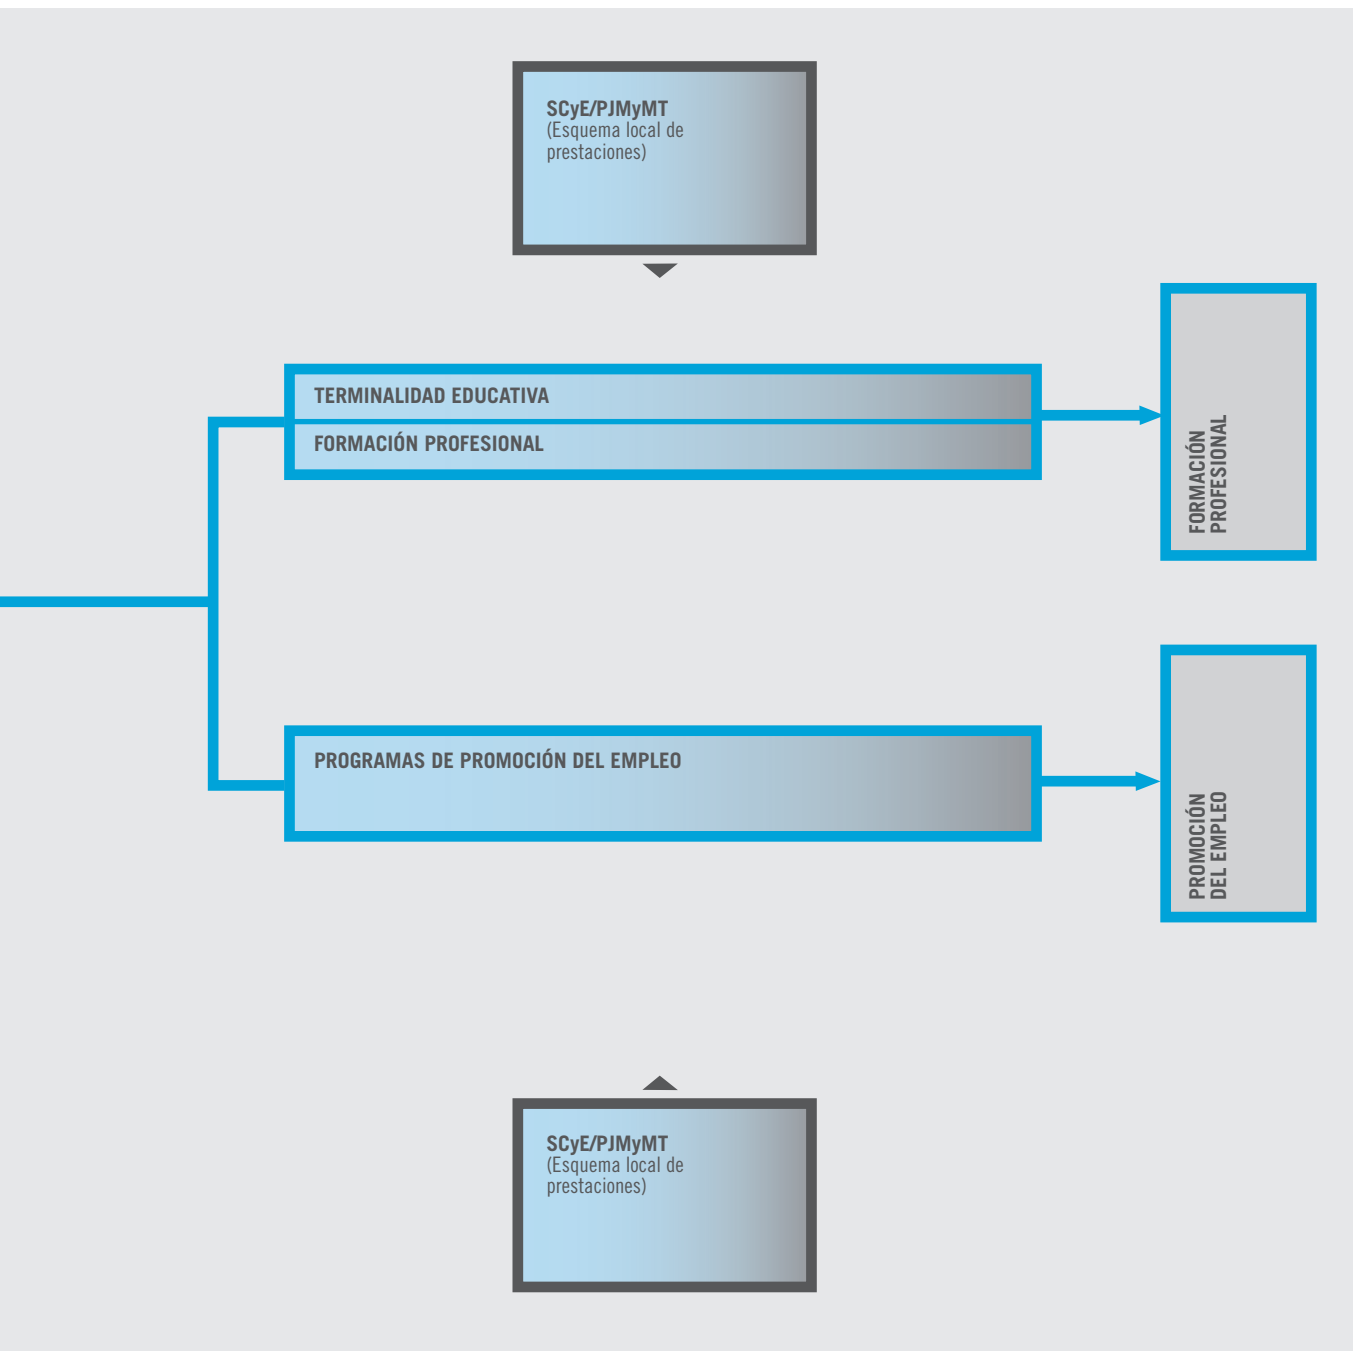 SCyE/PJMyMT
(Esquema local de
prestaciones)
TERMINALIDAD EDUCATIVA
FORMACIÓN PROFESIONAL
FORMACIÓN
PROFESIONAL
PROGRAMAS DE PROMOCIÓN DEL EMPLEO
PROMOCIÓN
DEL EMPLEO
SCyE/PJMyMT
(Esquema local de
prestaciones)